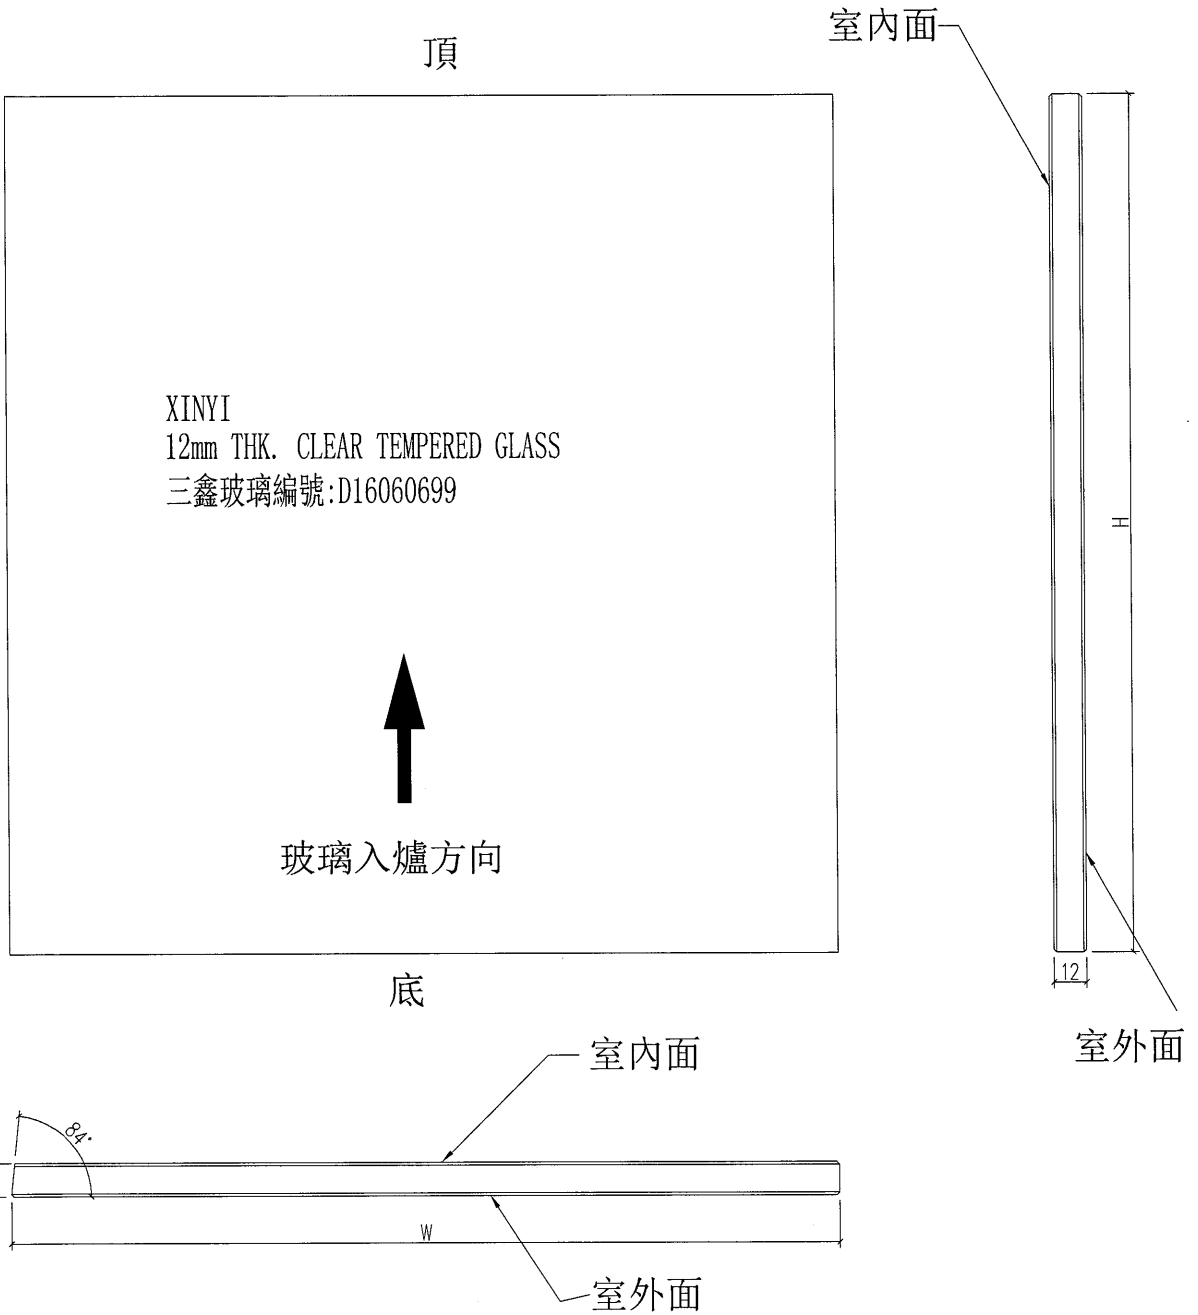 室內面
頂
XINYI
12mm THK. CLEAR TEMPERED GLASS
三鑫玻璃編號:D16060699
H
玻璃入爐方向
12
底
室外面
室內面
84°
W
室外面